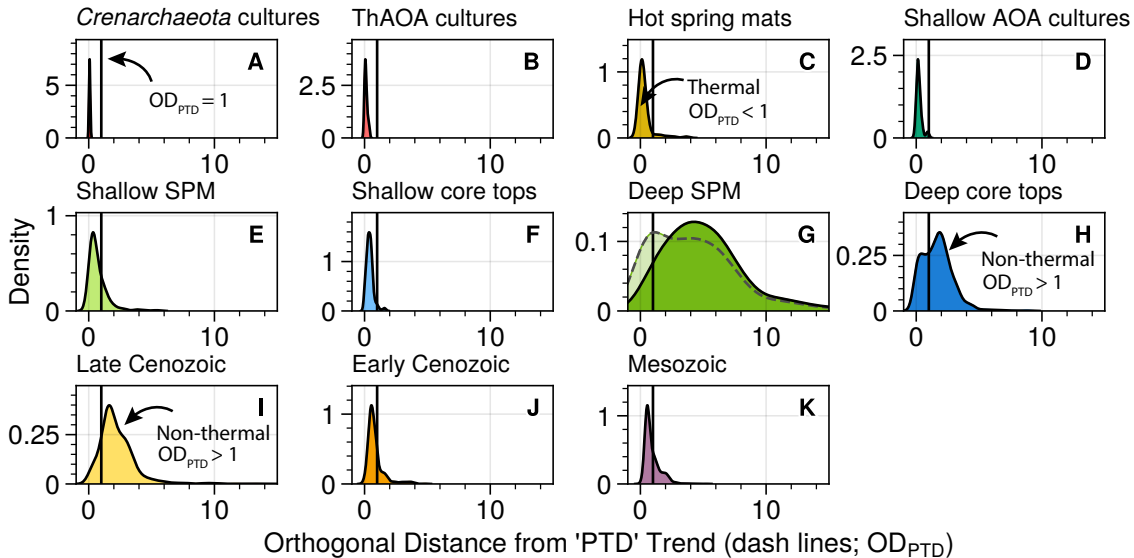 Crenarchaeota cultures
ThAOA cultures
Hot spring mats
Shallow AOA cultures
A
B
C
D
5
0
2.5
0
1
0
2.5
0.0
OD_PTD = 1
Thermal
OD_PTD < 1
0 10
0 10
0 10
0 10
Shallow SPM
Shallow core tops
Deep SPM
Deep core tops
E
F
G
H
1
0
1
0
0.1
0.0
0.25
0.00
Non-thermal
OD_PTD > 1
Density
0 10
0 10
0 10
0 10
Late Cenozoic
Early Cenozoic
Mesozoic
I
J
K
0.25
0.00
1
0
1
0
Non-thermal
OD_PTD > 1
0 10
0 10
0 10
Orthogonal Distance from 'PTD' Trend (dash lines; OD_PTD)